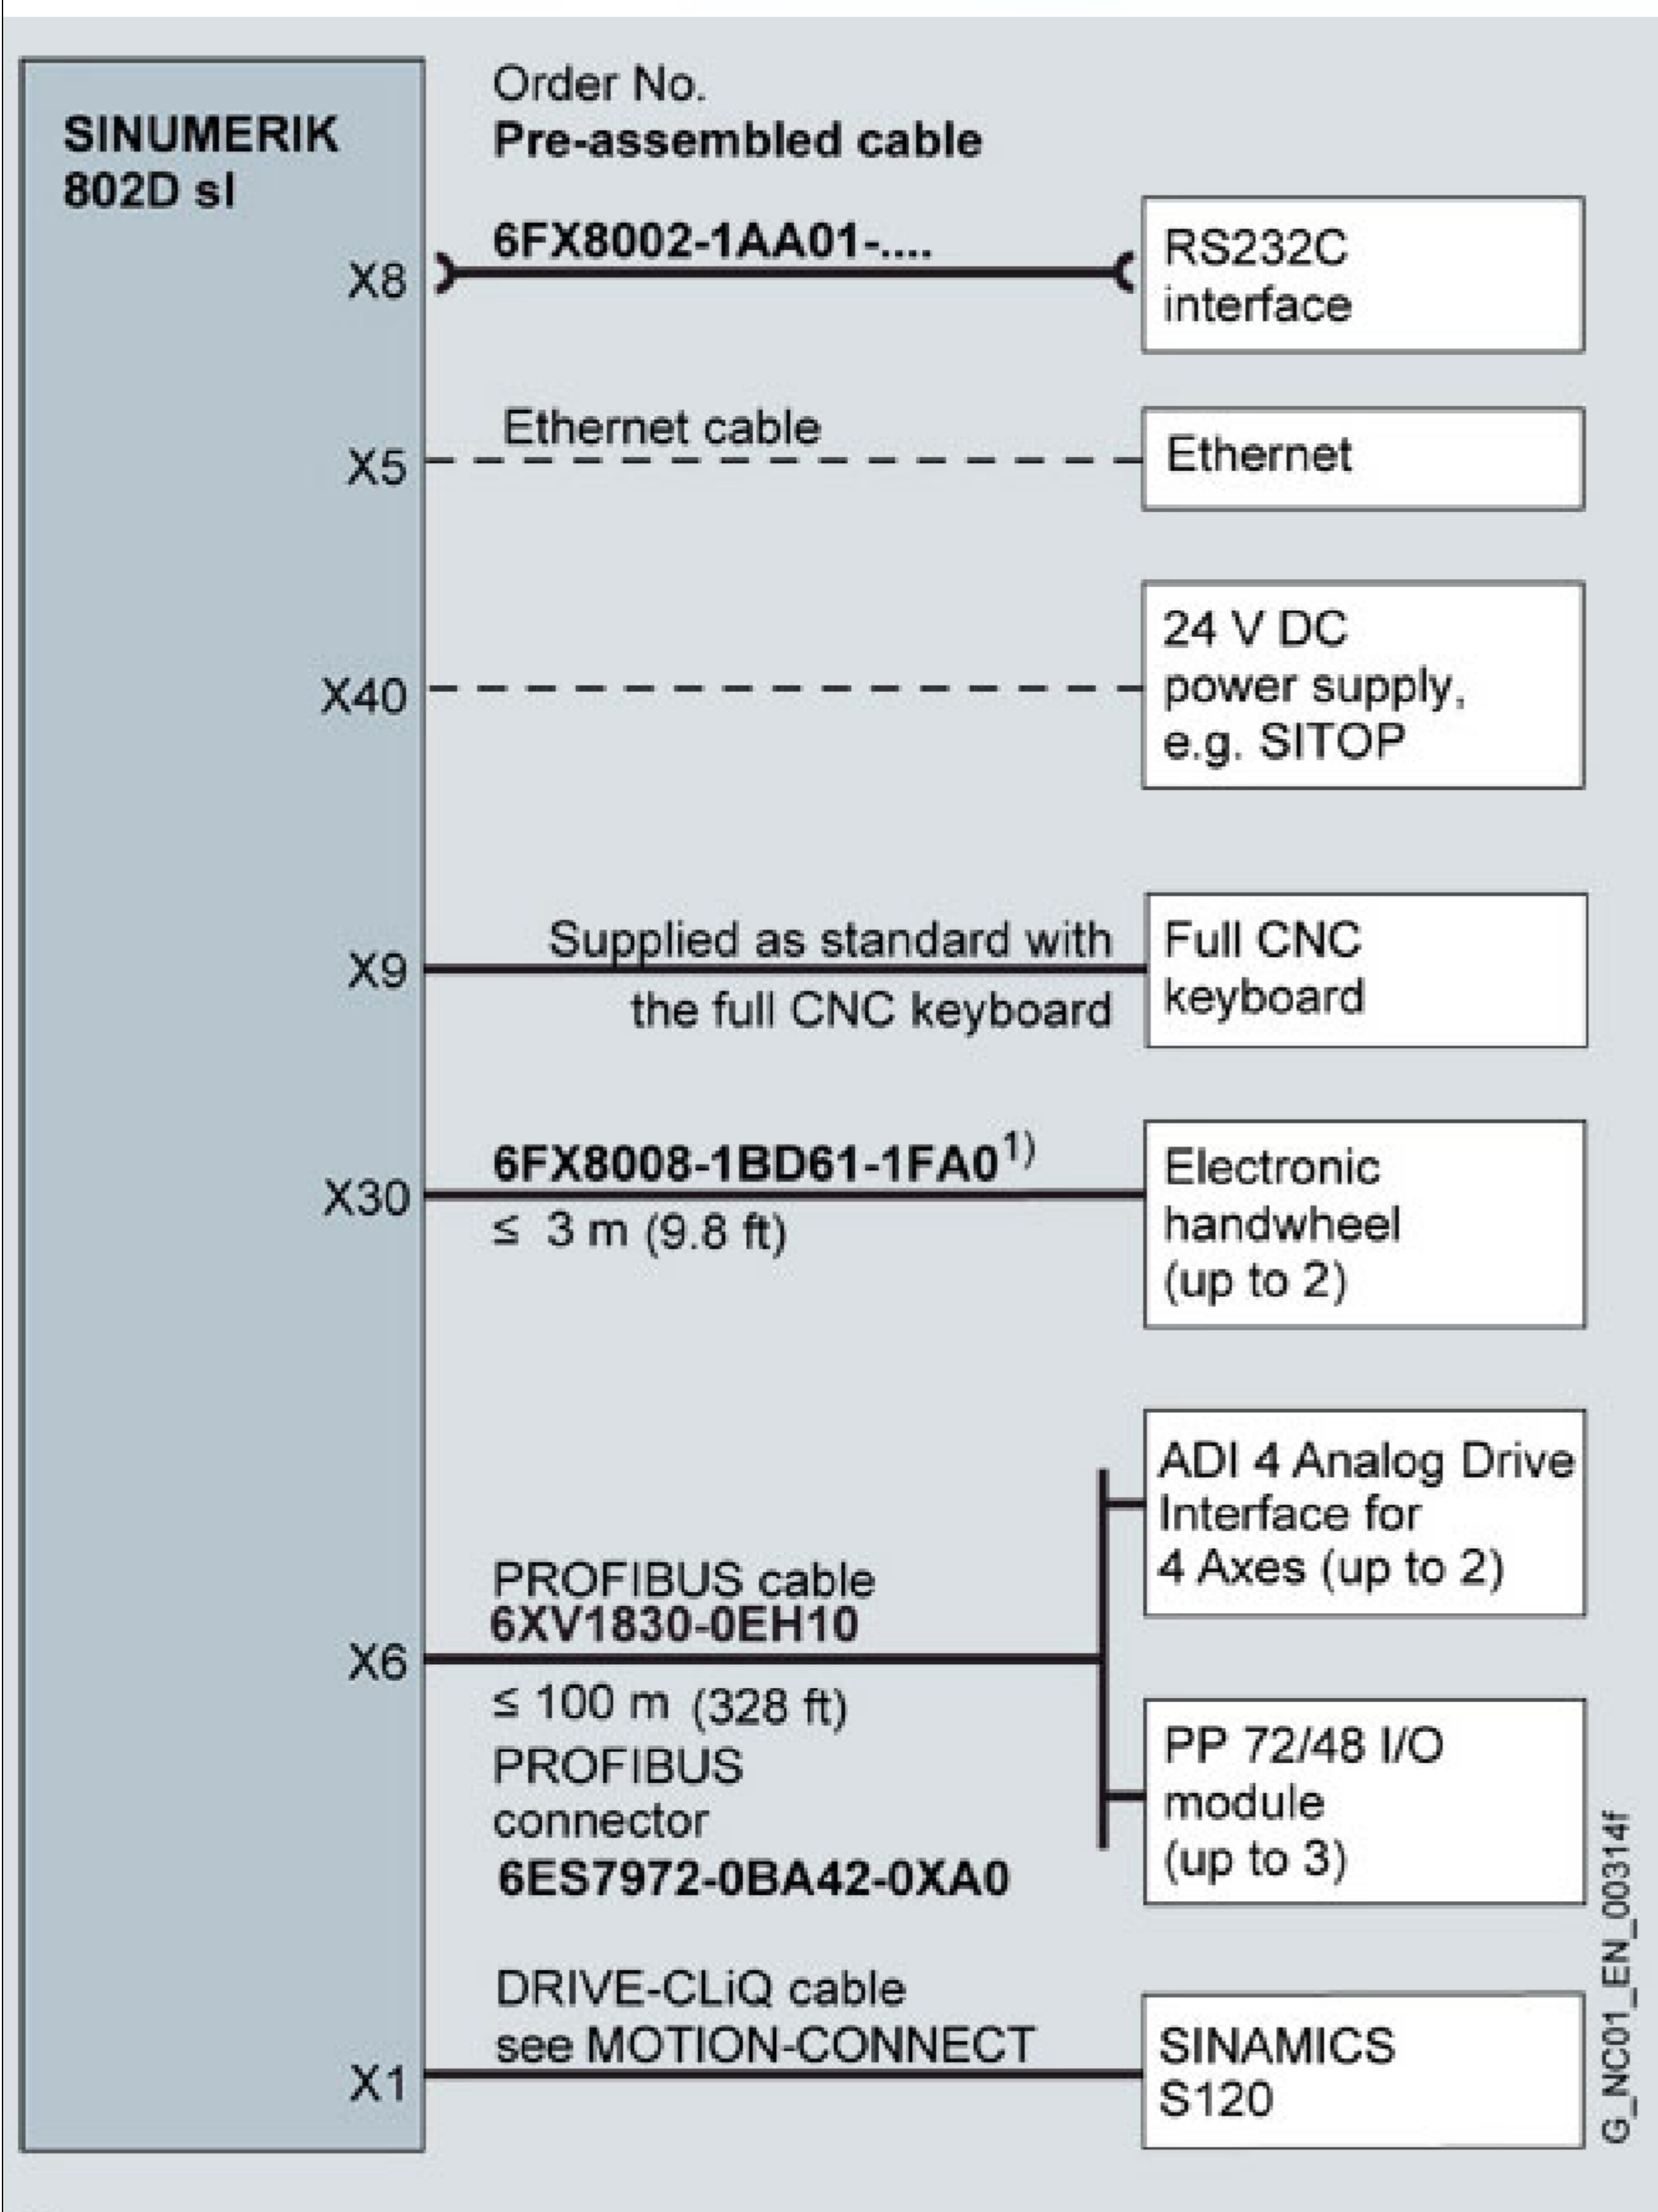 SINUMERIK
802D sl
Order No.
Pre-assembled cable
X8
6FX8002-1AA01-....
RS232C
interface
X5
Ethernet cable
Ethernet
X40
24 V DC
power supply,
e.g. SITOP
X9
Supplied as standard with
the full CNC keyboard
Full CNC
keyboard
X30
6FX8008-1BD61-1FA0¹⁾
≤ 3 m (9.8 ft)
Electronic
handwheel
(up to 2)
X6
PROFIBUS cable
6XV1830-0EH10
≤ 100 m (328 ft)
PROFIBUS
connector
6ES7972-0BA42-0XA0
ADI 4 Analog Drive
Interface for
4 Axes (up to 2)
PP 72/48 I/O
module
(up to 3)
X1
DRIVE-CLiQ cable
see MOTION-CONNECT
SINAMICS
S120
G_NC01_EN_00314f